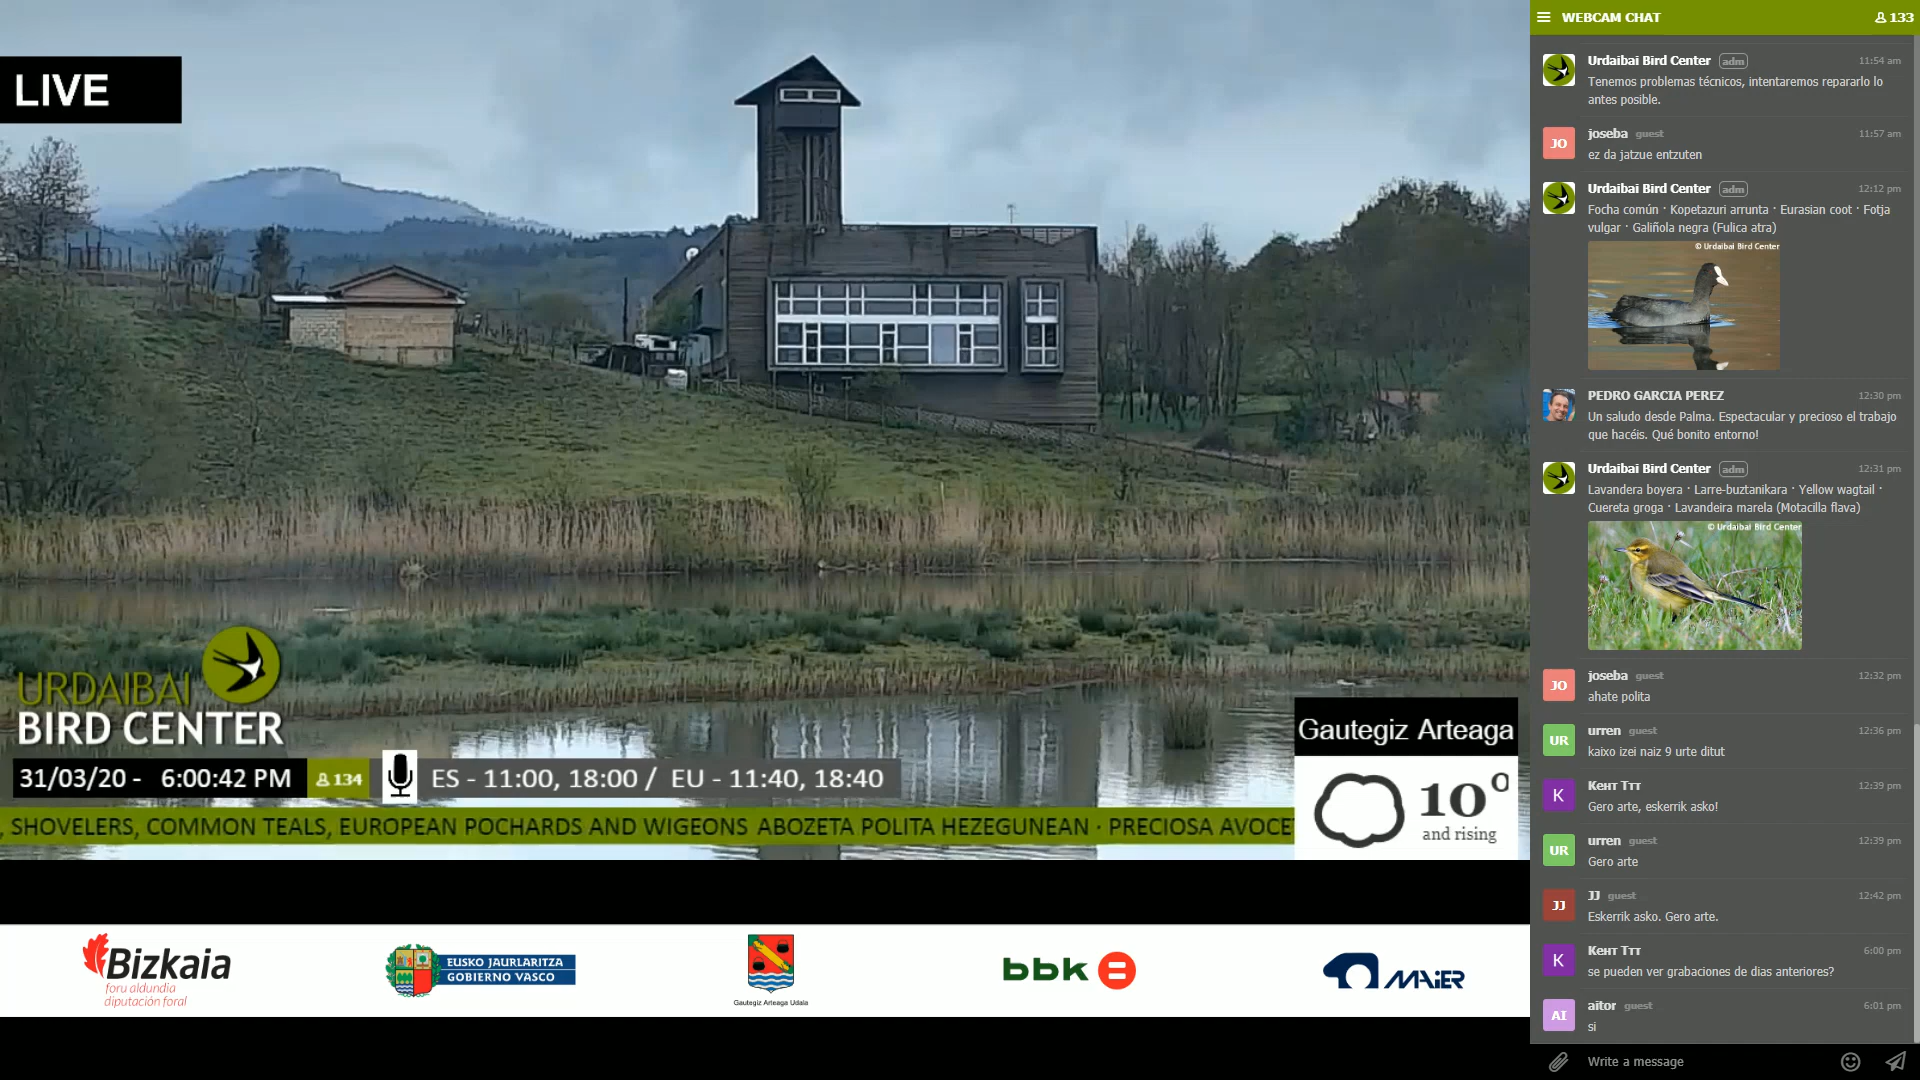 LIVE
URDAIBAI
BIRD CENTER
31/03/20 - 6:00:42 PM
134
ES - 11:00, 18:00 / EU - 11:40, 18:40
, SHOVELERS, COMMON TEALS, EUROPEAN POCHARDS AND WIGEONS ABOZETA POLITA HEZEGUNEAN · PRECIOSA AVOCE
Gautegiz Arteaga
10°
and rising
Bizkaia
foru aldundia
diputación foral
EUSKO JAURLARITZA
GOBIERNO VASCO
Gautegiz Arteaga Udala
bbk
MAIER
WEBCAM CHAT
133
Urdaibai Bird Center adm 11:54 am
Tenemos problemas técnicos, intentaremos repararlo lo
antes posible.
JO
joseba guest 11:57 am
ez da jatzue entzuten
Urdaibai Bird Center adm 12:12 pm
Focha común · Kopetazuri arrunta · Eurasian coot · Fotja
vulgar · Galiñola negra (Fulica atra)
© Urdaibai Bird Center
PEDRO GARCIA PEREZ 12:30 pm
Un saludo desde Palma. Espectacular y precioso el trabajo
que hacéis. Qué bonito entorno!
Urdaibai Bird Center adm 12:31 pm
Lavandera boyera · Larre-buztanikara · Yellow wagtail ·
Cuereta groga · Lavandeira marela (Motacilla flava)
© Urdaibai Bird Center
JO
joseba guest 12:32 pm
ahate polita
UR
urren guest 12:36 pm
kaixo izei naiz 9 urte ditut
K
Кент Ттт 12:39 pm
Gero arte, eskerrik asko!
UR
urren guest 12:39 pm
Gero arte
JJ
JJ guest 12:42 pm
Eskerrik asko. Gero arte.
K
Кент Ттт 6:00 pm
se pueden ver grabaciones de dias anteriores?
AI
aitor guest 6:01 pm
si
Write a message